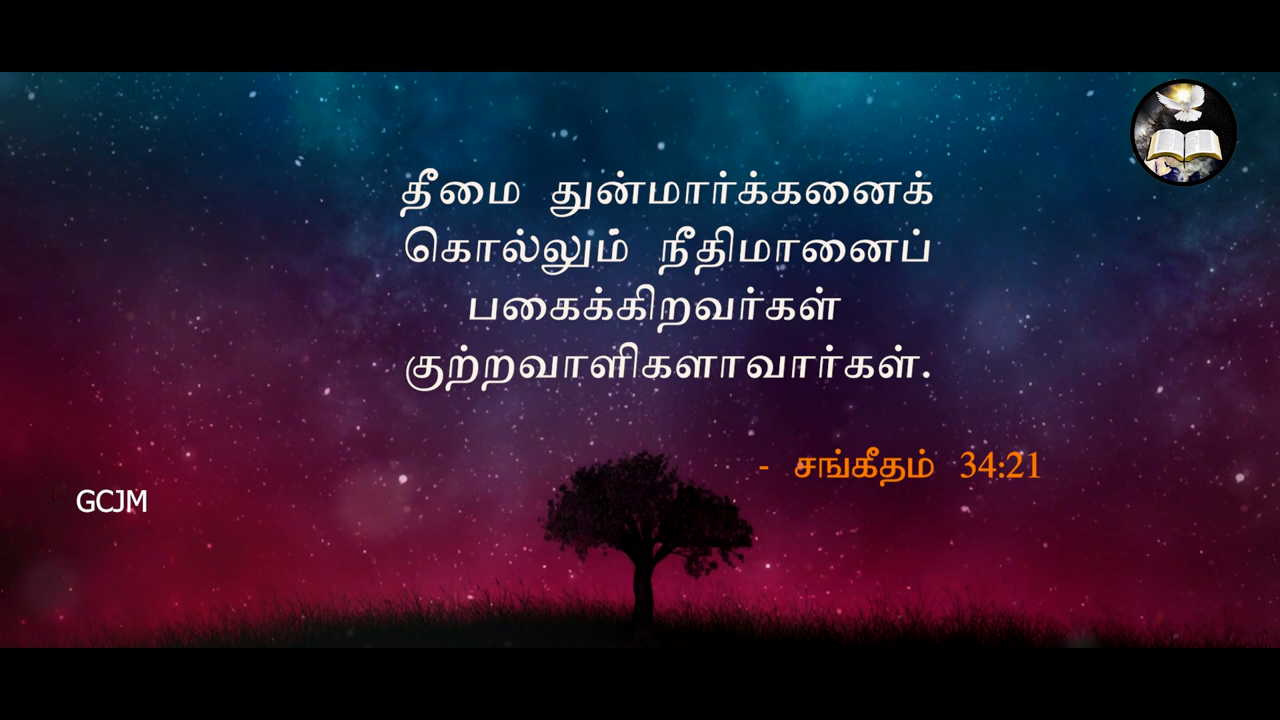 தீமை துன்மார்க்கனைக்
கொல்லும் நீதிமானைப்
பகைக்கிறவர்கள்
குற்றவாளிகளாவார்கள்.
- சங்கீதம் 34:21
GCJM